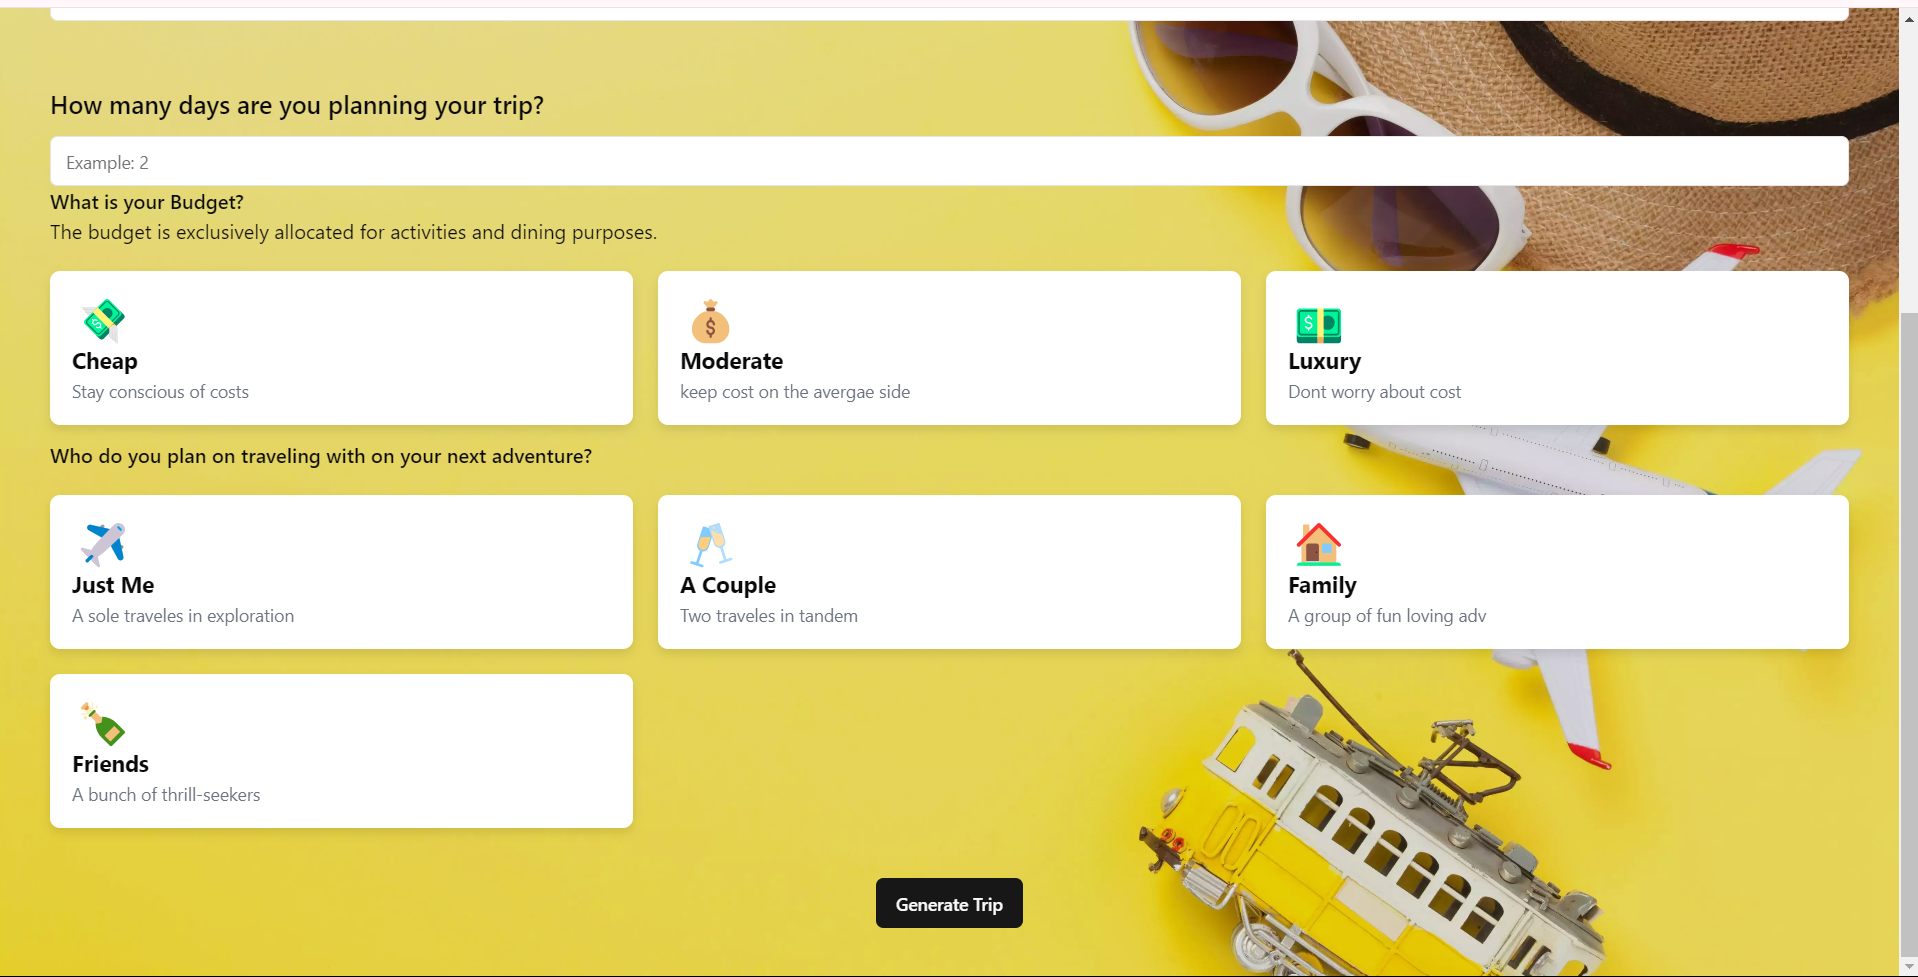 How many days are you planning your trip?
Example: 2
What is your Budget?
The budget is exclusively allocated for activities and dining purposes.
Cheap
Stay conscious of costs
Moderate
keep cost on the avergae side
Luxury
Dont worry about cost
Who do you plan on traveling with on your next adventure?
Just Me
A sole traveles in exploration
A Couple
Two traveles in tandem
Family
A group of fun loving adv
Friends
A bunch of thrill-seekers
Generate Trip